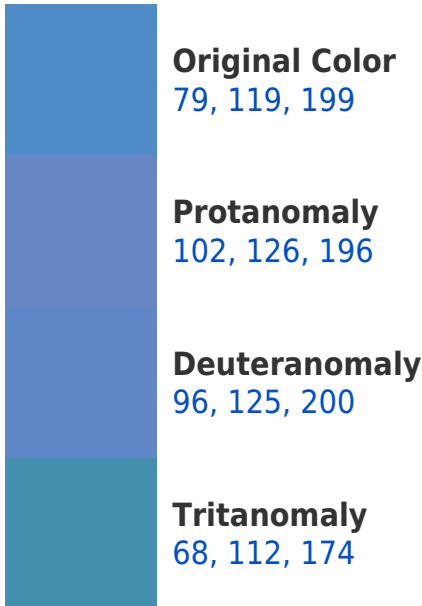 Original Color
79, 119, 199
Protanomaly
102, 126, 196
Deuteranomaly
96, 125, 200
Tritanomaly
68, 112, 174